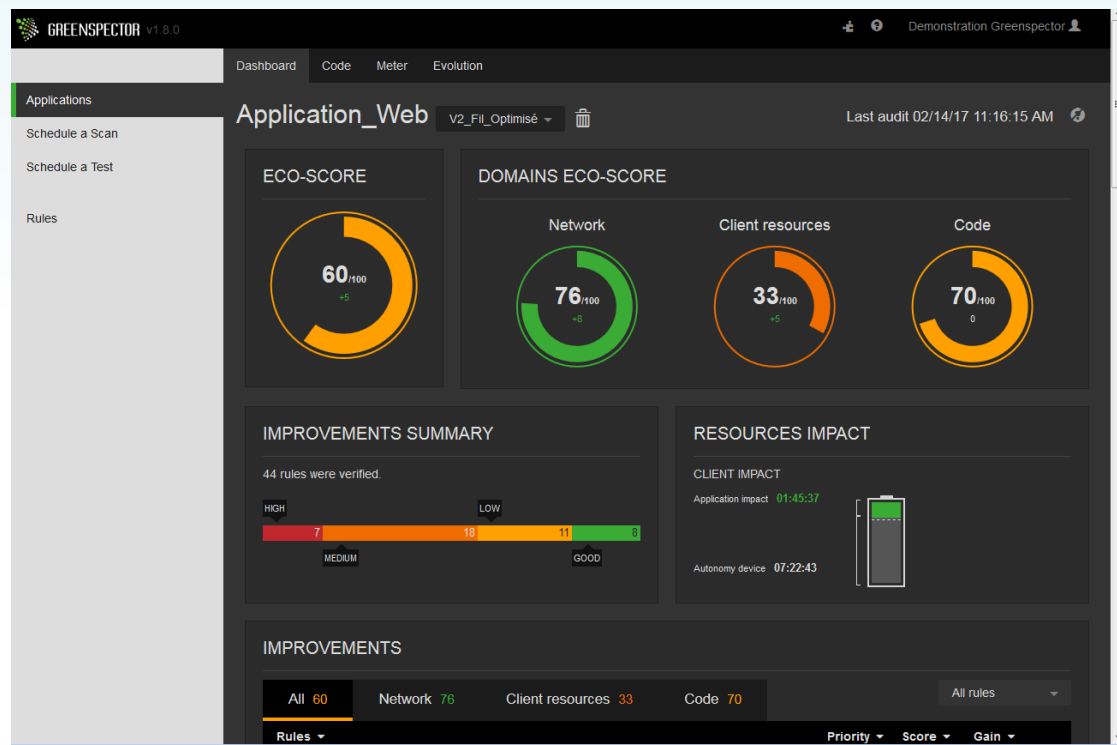 GREENSPECTOR v1.8.0
Demonstration Greenspector
Dashboard Code Meter Evolution
Applications
Schedule a Scan
Schedule a Test
Rules
Application_Web V2_Fil_Optimisé Last audit 02/14/17 11:16:15 AM
ECO-SCORE
60/100
+5
DOMAINS ECO-SCORE
Network Client resources Code
76/100 33/100 70/100
+8 +5 0
IMPROVEMENTS SUMMARY
44 rules were verified.
HIGH LOW
7 18 11 8
MEDIUM GOOD
RESOURCES IMPACT
CLIENT IMPACT
Application impact 01:45:37
Autonomy device 07:22:43
IMPROVEMENTS
All 60 Network 76 Client resources 33 Code 70 All rules
Rules Priority Score Gain